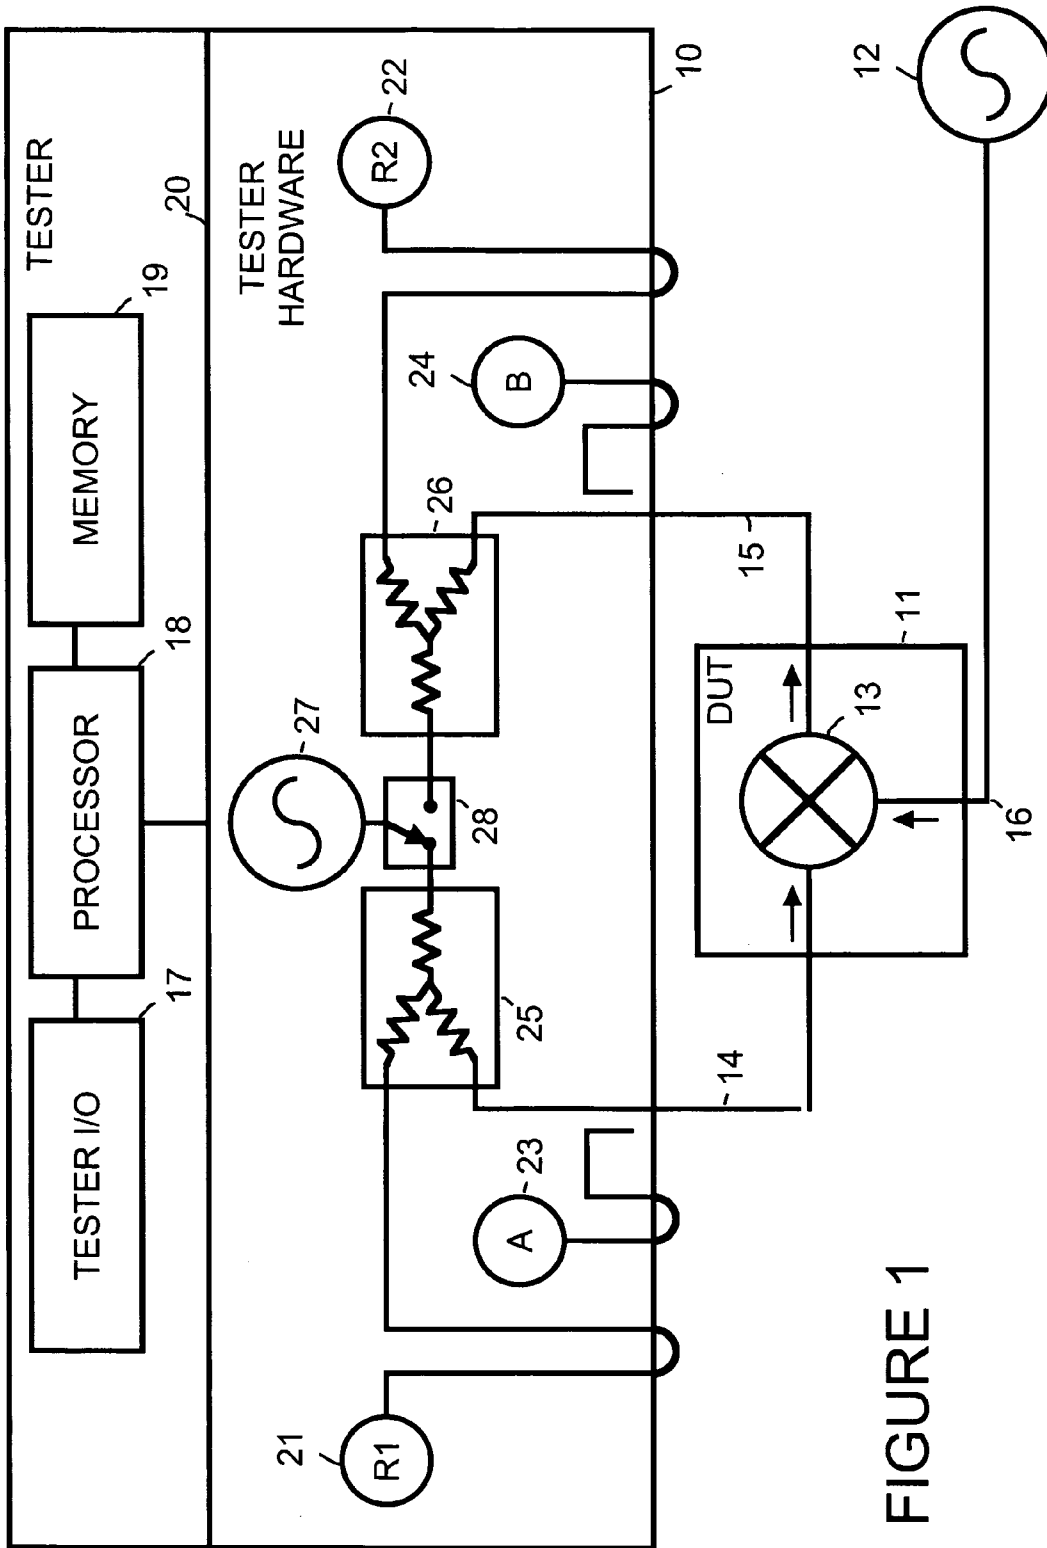 TESTER
TESTER I/O
17
PROCESSOR
18
MEMORY
19
20
TESTER
HARDWARE
27
22
R2
28
25
26
21
R1
A
23
24
B
10
14
15
DUT
11
13
16
12
FIGURE 1